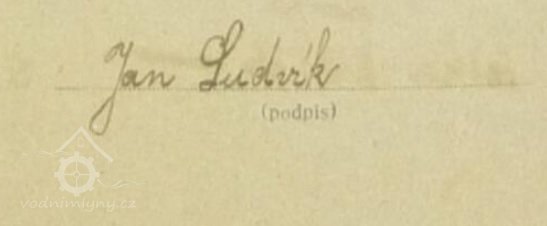 Jan Ludvík
(podpis)
vodnimlyny.cz